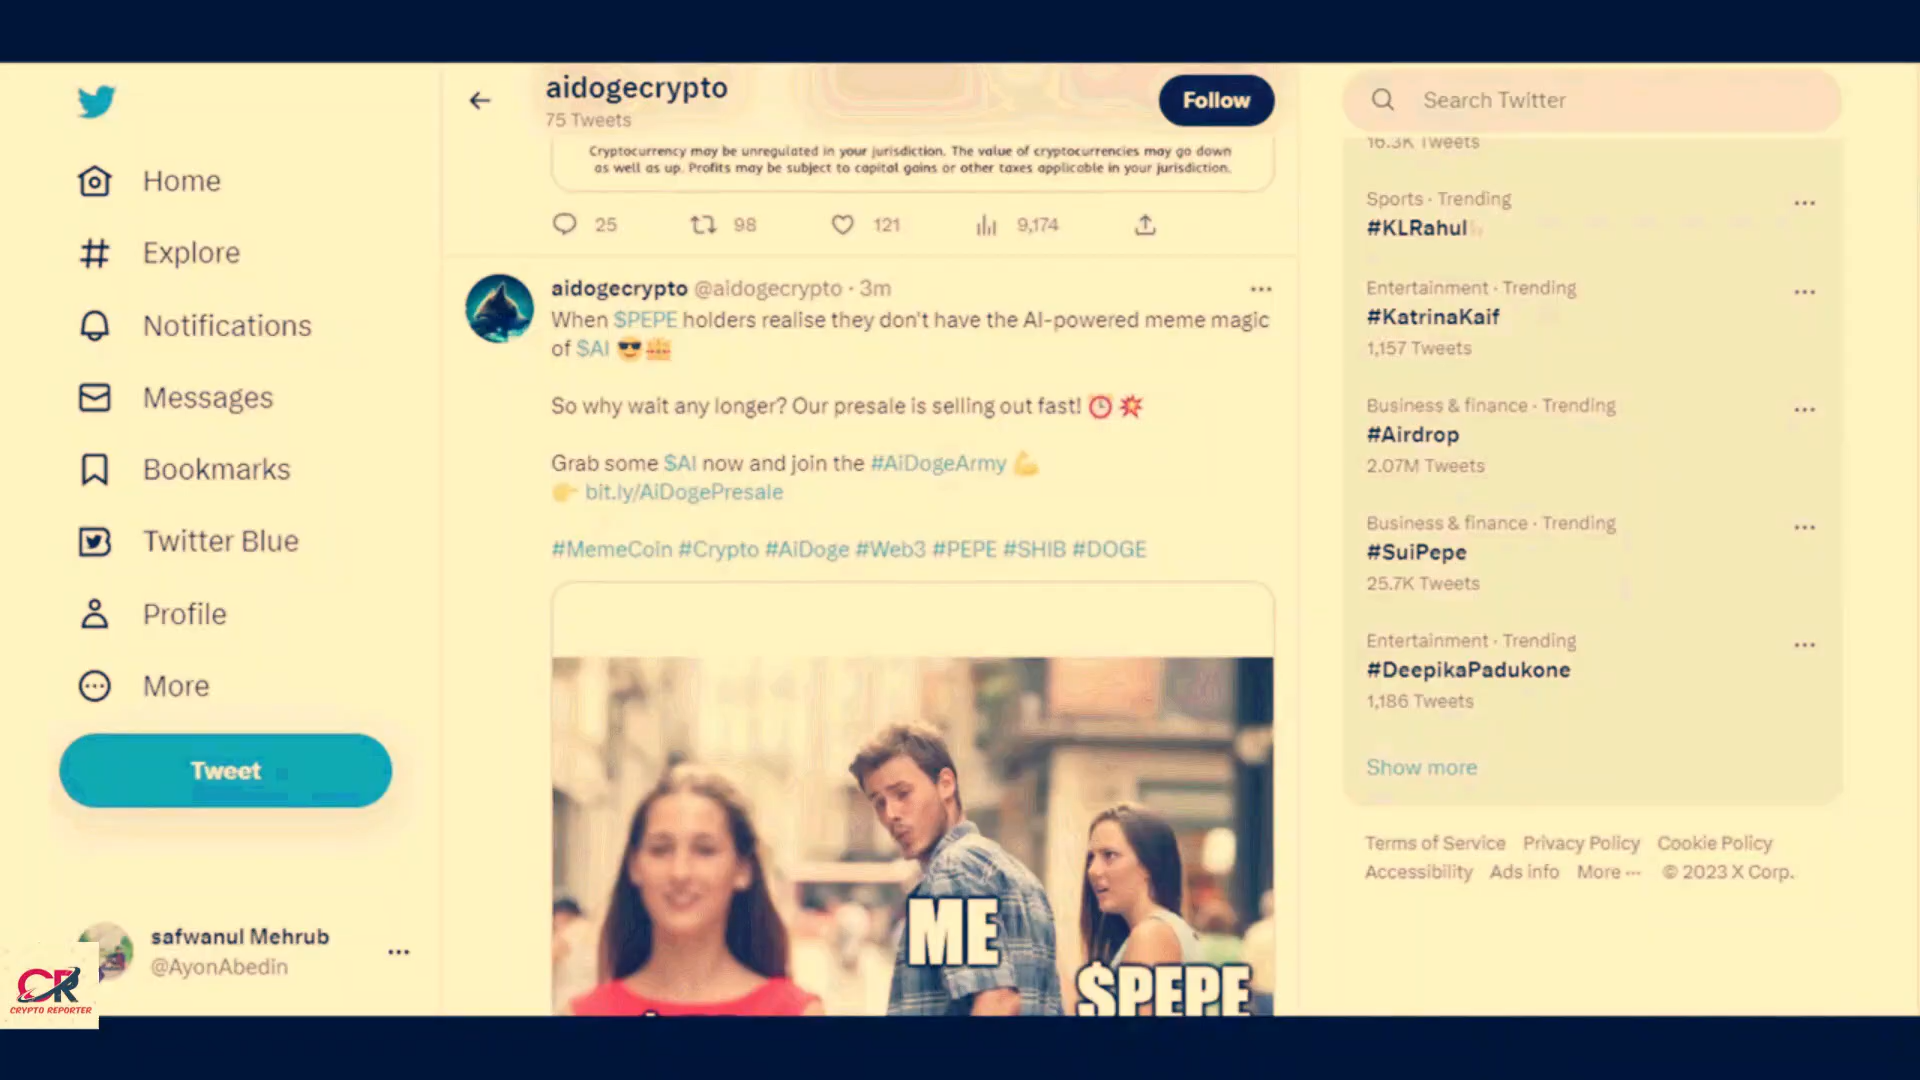 Home
Explore
Notifications
Messages
Bookmarks
Twitter Blue
Profile
More
Tweet
safwanul Mehrub
@AyonAbedin
CR
CRYPTO REPORTER
aidogecrypto
75 Tweets
Follow
Cryptocurrency may be unregulated in your jurisdiction. The value of cryptocurrencies may go down
as well as up. Profits may be subject to capital gains or other taxes applicable in your jurisdiction.
25 98 121 9,174
aidogecrypto @aidogecrypto · 3m
When $PEPE holders realise they don't have the AI-powered meme magic
of $AI
So why wait any longer? Our presale is selling out fast!
Grab some $AI now and join the #AiDogeArmy
bit.ly/AiDogePresale
#MemeCoin #Crypto #AiDoge #Web3 #PEPE #SHIB #DOGE
ME
$PEPE
Search Twitter
16.3K Tweets
Sports · Trending
#KLRahul
Entertainment · Trending
#KatrinaKaif
1,157 Tweets
Business & finance · Trending
#Airdrop
2.07M Tweets
Business & finance · Trending
#SuiPepe
25.7K Tweets
Entertainment · Trending
#DeepikaPadukone
1,186 Tweets
Show more
Terms of Service Privacy Policy Cookie Policy
Accessibility Ads info More ··· © 2023 X Corp.